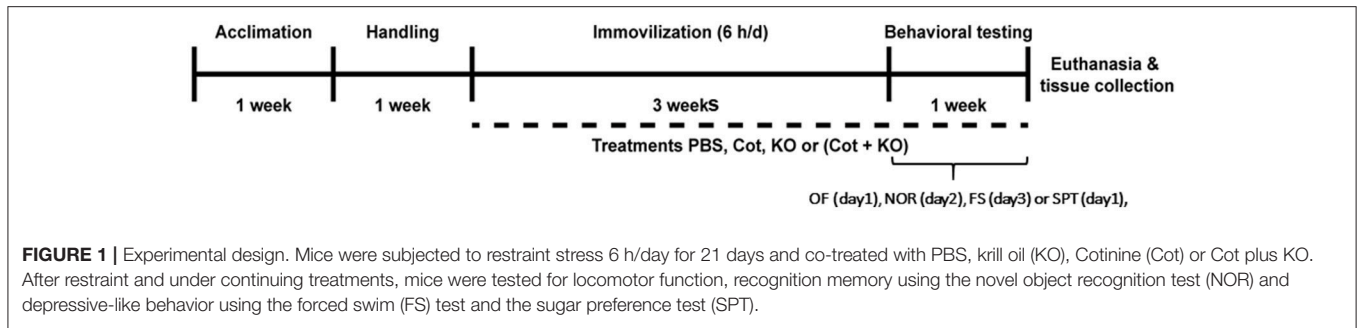 Acclimation Handling Immovilization (6 h/d) Behavioral testing
Euthanasia &
tissue collection
1 week 1 week 3 weeks 1 week
Treatments PBS, Cot, KO or (Cot + KO)
OF (day1), NOR (day2), FS (day3) or SPT (day1),
FIGURE 1 | Experimental design. Mice were subjected to restraint stress 6 h/day for 21 days and co-treated with PBS, krill oil (KO), Cotinine (Cot) or Cot plus KO.
After restraint and under continuing treatments, mice were tested for locomotor function, recognition memory using the novel object recognition test (NOR) and
depressive-like behavior using the forced swim (FS) test and the sugar preference test (SPT).